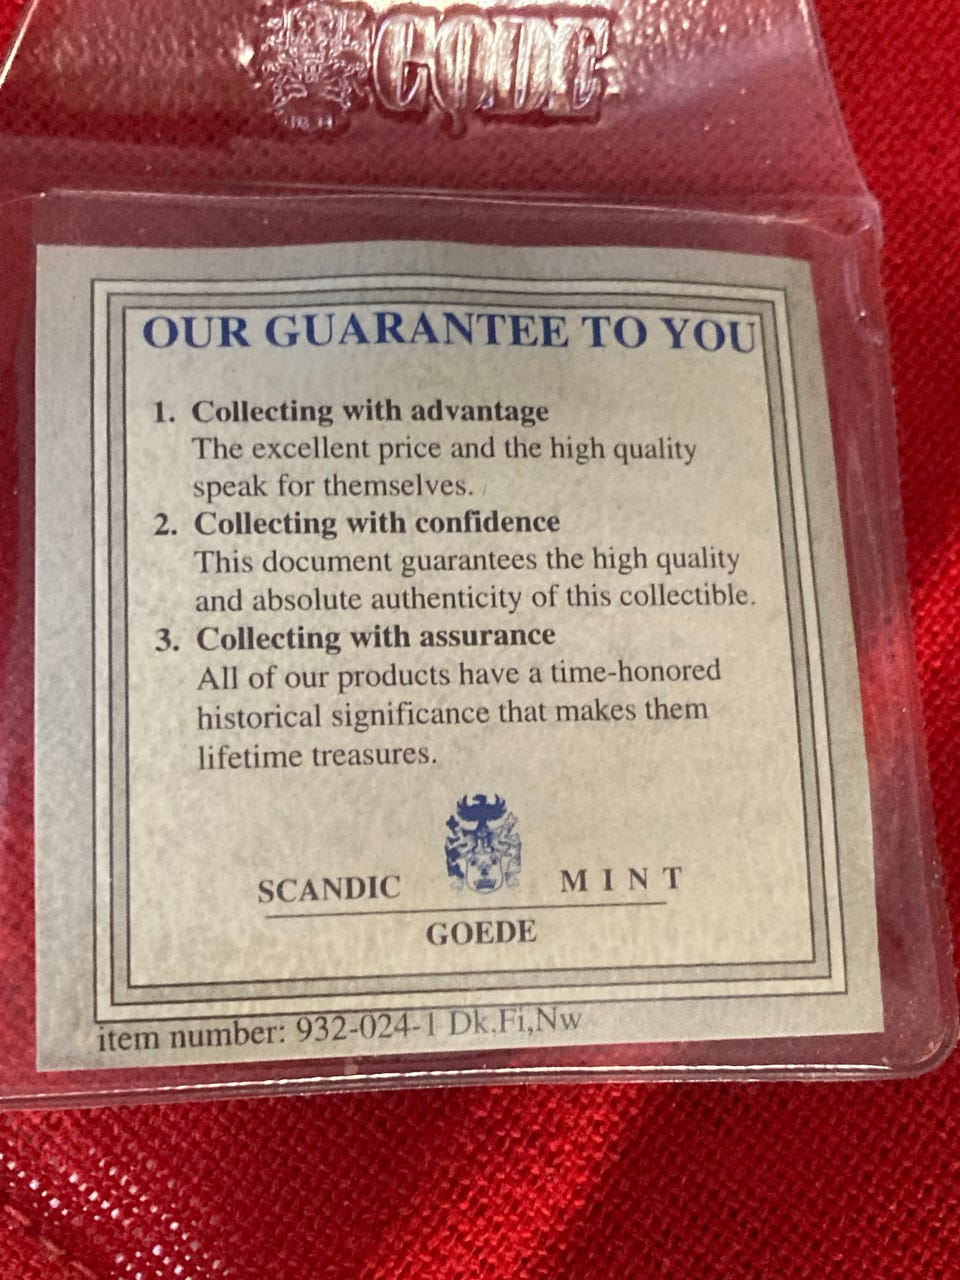 GÖDE
OUR GUARANTEE TO YOU
1. Collecting with advantage
The excellent price and the high quality
speak for themselves.
2. Collecting with confidence
This document guarantees the high quality
and absolute authenticity of this collectible.
3. Collecting with assurance
All of our products have a time-honored
historical significance that makes them
lifetime treasures.
SCANDIC MINT
GOEDE
item number: 932-024-1 Dk,Fi,Nw